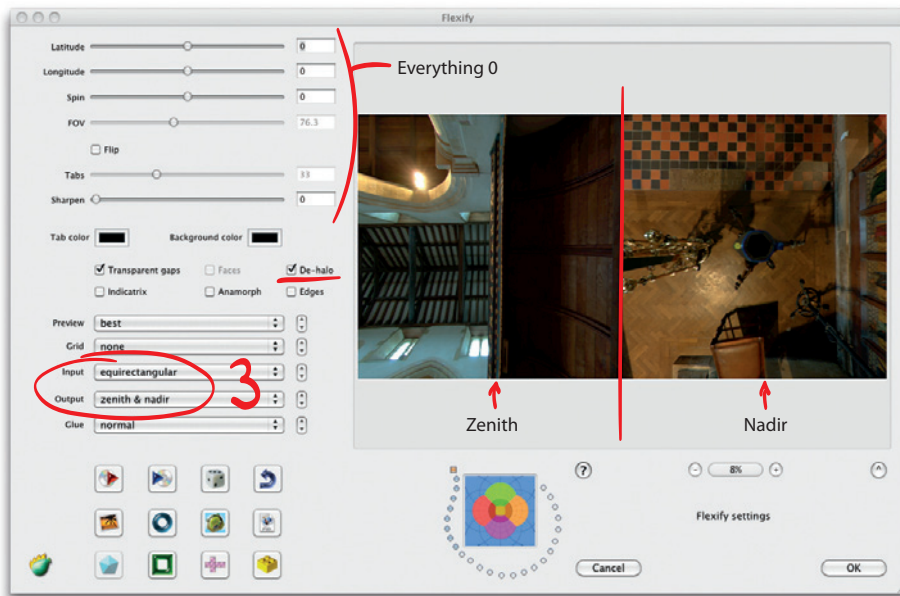 Flexify
Latitude 0
Longitude 0
Spin 0
FOV 76.3
Flip
Tabs 33
Sharpen 0
Everything 0
Tab color Background color
Transparent gaps Faces De-halo
Indicatrix Anamorph Edges
Preview best
Grid none
Input equirectangular
Output zenith & nadir
3
Glue normal
Zenith Nadir
? 8%
Flexify settings
Cancel OK